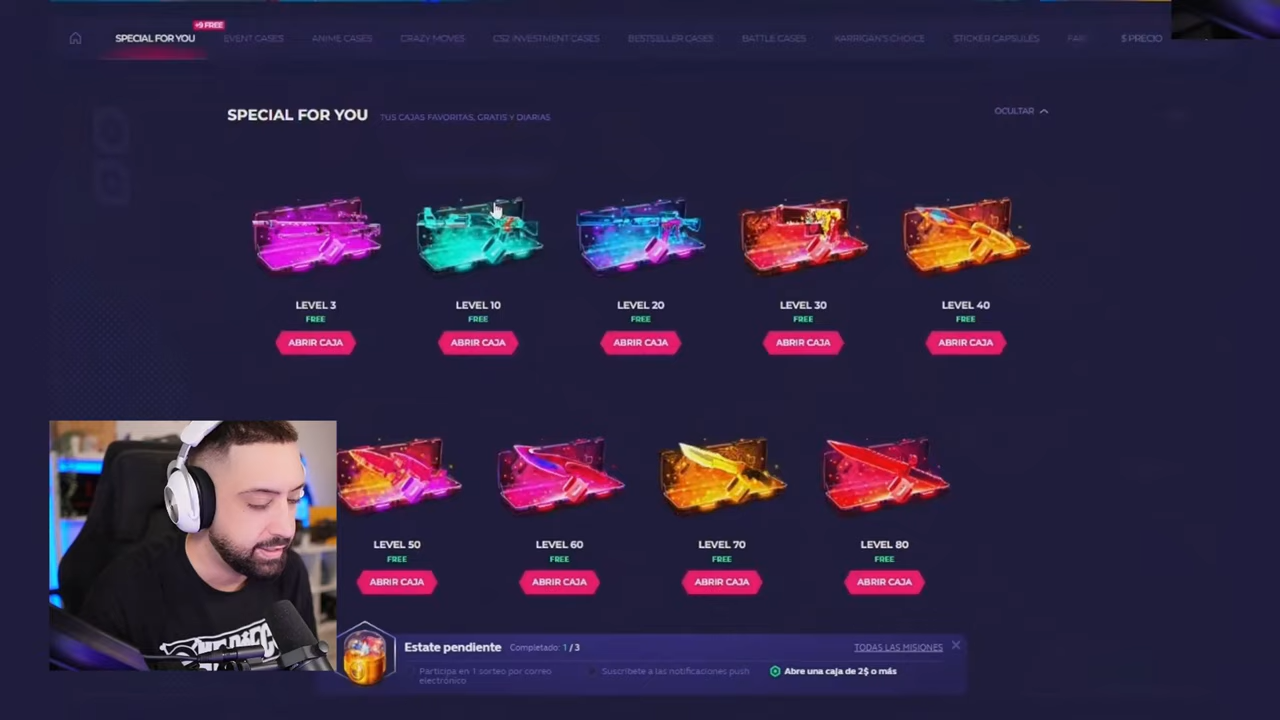 +9 FREE
SPECIAL FOR YOU EVENT CASES ANIME CASES CRAZY MOVES CS2 INVESTMENT CASES BESTSELLER CASES BATTLE CASES KARRIGAN'S CHOICE STICKER CAPSULES $ PRECIO
SPECIAL FOR YOU TUS CAJAS FAVORITAS, GRATIS Y DIARIAS OCULTAR
LEVEL 3 LEVEL 10 LEVEL 20 LEVEL 30 LEVEL 40
FREE FREE FREE FREE FREE
ABRIR CAJA ABRIR CAJA ABRIR CAJA ABRIR CAJA ABRIR CAJA
LEVEL 50 LEVEL 60 LEVEL 70 LEVEL 80
FREE FREE FREE FREE
ABRIR CAJA ABRIR CAJA ABRIR CAJA ABRIR CAJA
Estate pendiente Completado: 1 / 3 TODAS LAS MISIONES
Participa en 1 sorteo por correo
electrónico
Suscríbete a las notificaciones push
Abre una caja de 2$ o más